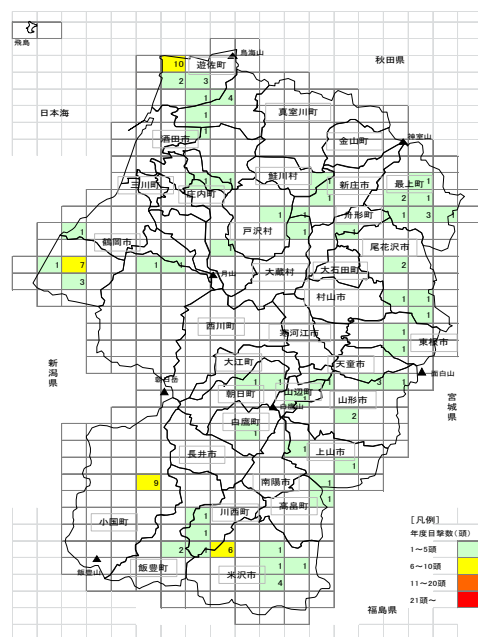 飛島
鳥海山
秋田県
遊佐町
10
2
3
1
4
1
1
日本海
真室川町
酒田市
金山町
神室山
鮭川村
新庄市
最上町
三川町
庄内町
1
1
1
1
2
1
戸沢村
舟形町
1
1
1
1
3
1
1
1
1
鶴岡市
尾花沢市
1
1
7
1
1
月山
大蔵村
大石田町
2
3
村山市
1
1
西川町
寒河江市
1
1
東根市
1
新潟県
大江町
天童市
面白山
朝日岳
1
1
1
3
1
朝日町
山辺町
1
白鷹山
山形市
宮城県
白鷹町
2
1
長井市
1
上山市
1
9
南陽市
1
高畠町
1
小国町
川西町
1
1
2
1
6
1
飯豊山
飯豊町
米沢市
1
1
4
福島県
[凡例]
年度目撃数(頭)
1～5頭
6～10頭
11～20頭
21頭～